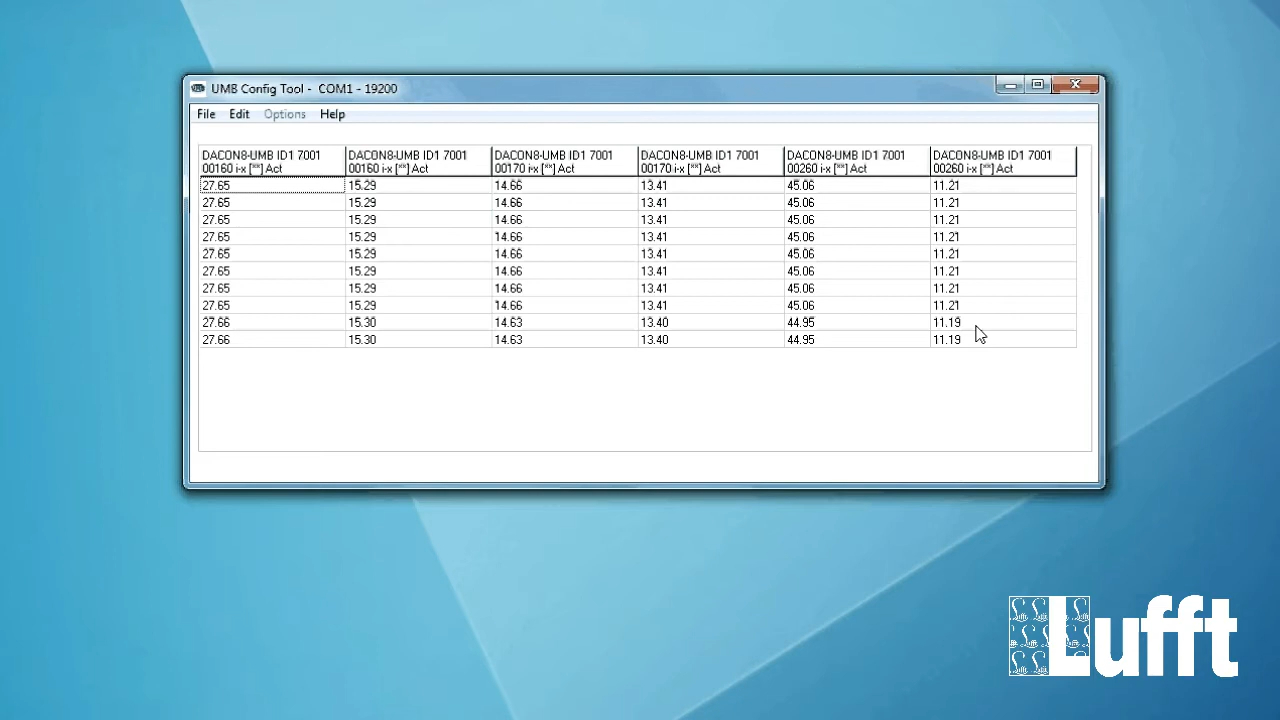 UMB Config Tool - COM1 - 19200
File Edit Options Help
DACON8-UMB ID1 7001 DACON8-UMB ID1 7001 DACON8-UMB ID1 7001 DACON8-UMB ID1 7001 DACON8-UMB ID1 7001 DACON8-UMB ID1 7001
00160 i-x [**] Act 00160 i-x [**] Act 00170 i-x [**] Act 00170 i-x [**] Act 00260 i-x [**] Act 00260 i-x [**] Act
27.65 15.29 14.66 13.41 45.06 11.21
27.65 15.29 14.66 13.41 45.06 11.21
27.65 15.29 14.66 13.41 45.06 11.21
27.65 15.29 14.66 13.41 45.06 11.21
27.65 15.29 14.66 13.41 45.06 11.21
27.65 15.29 14.66 13.41 45.06 11.21
27.65 15.29 14.66 13.41 45.06 11.21
27.65 15.29 14.66 13.41 45.06 11.21
27.66 15.30 14.63 13.40 44.95 11.19
27.66 15.30 14.63 13.40 44.95 11.19
Lufft